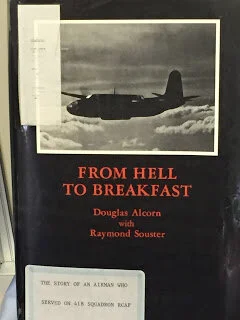 FROM HELL
TO BREAKFAST
Douglas Alcorn
with
Raymond Souster
THE STORY OF AN AIRMAN WHO
SERVED ON 418 SQUADRON RCAF